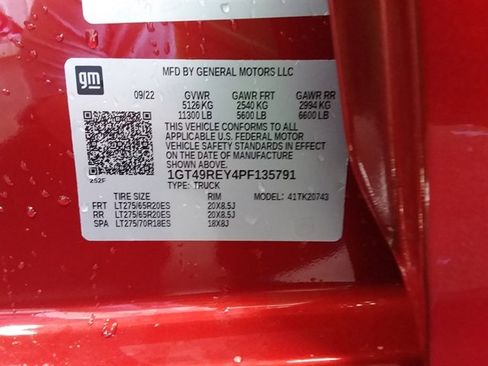 gm
MFD BY GENERAL MOTORS LLC
09/22 GVWR GAWR FRT GAWR RR
5126 KG 2540 KG 2994 KG
11300 LB 5600 LB 6600 LB
THIS VEHICLE CONFORMS TO ALL
APPLICABLE U.S. FEDERAL MOTOR
VEHICLE SAFETY STANDARDS IN EFFECT
ON THE DATE OF MANUFACTURE
SHOWN ABOVE.
252F 1GT49REY4PF135791
TYPE: TRUCK
TIRE SIZE RIM MODEL: 41TK20743
FRT LT275/65R20ES 20X8.5J
RR LT275/65R20ES 20X8.5J
SPA LT275/70R18ES 18X8J